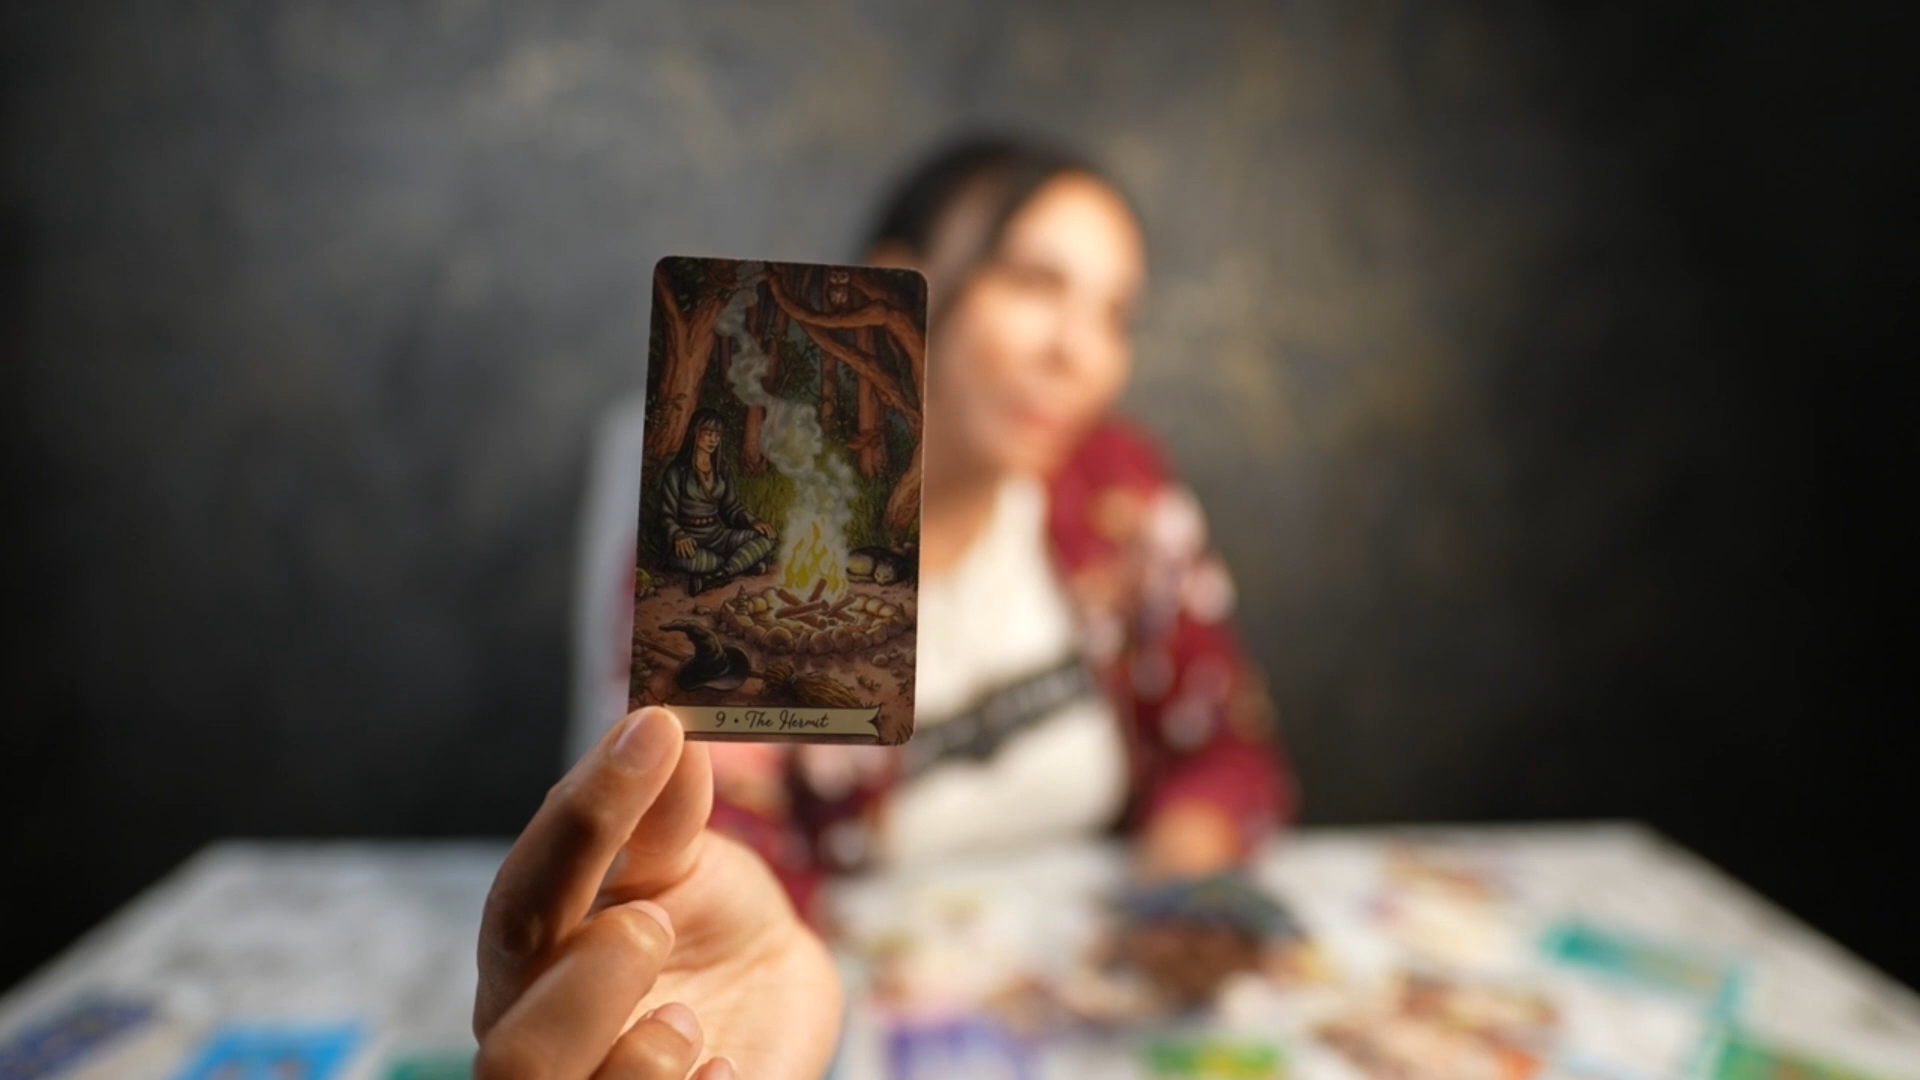 9 • The Hermit